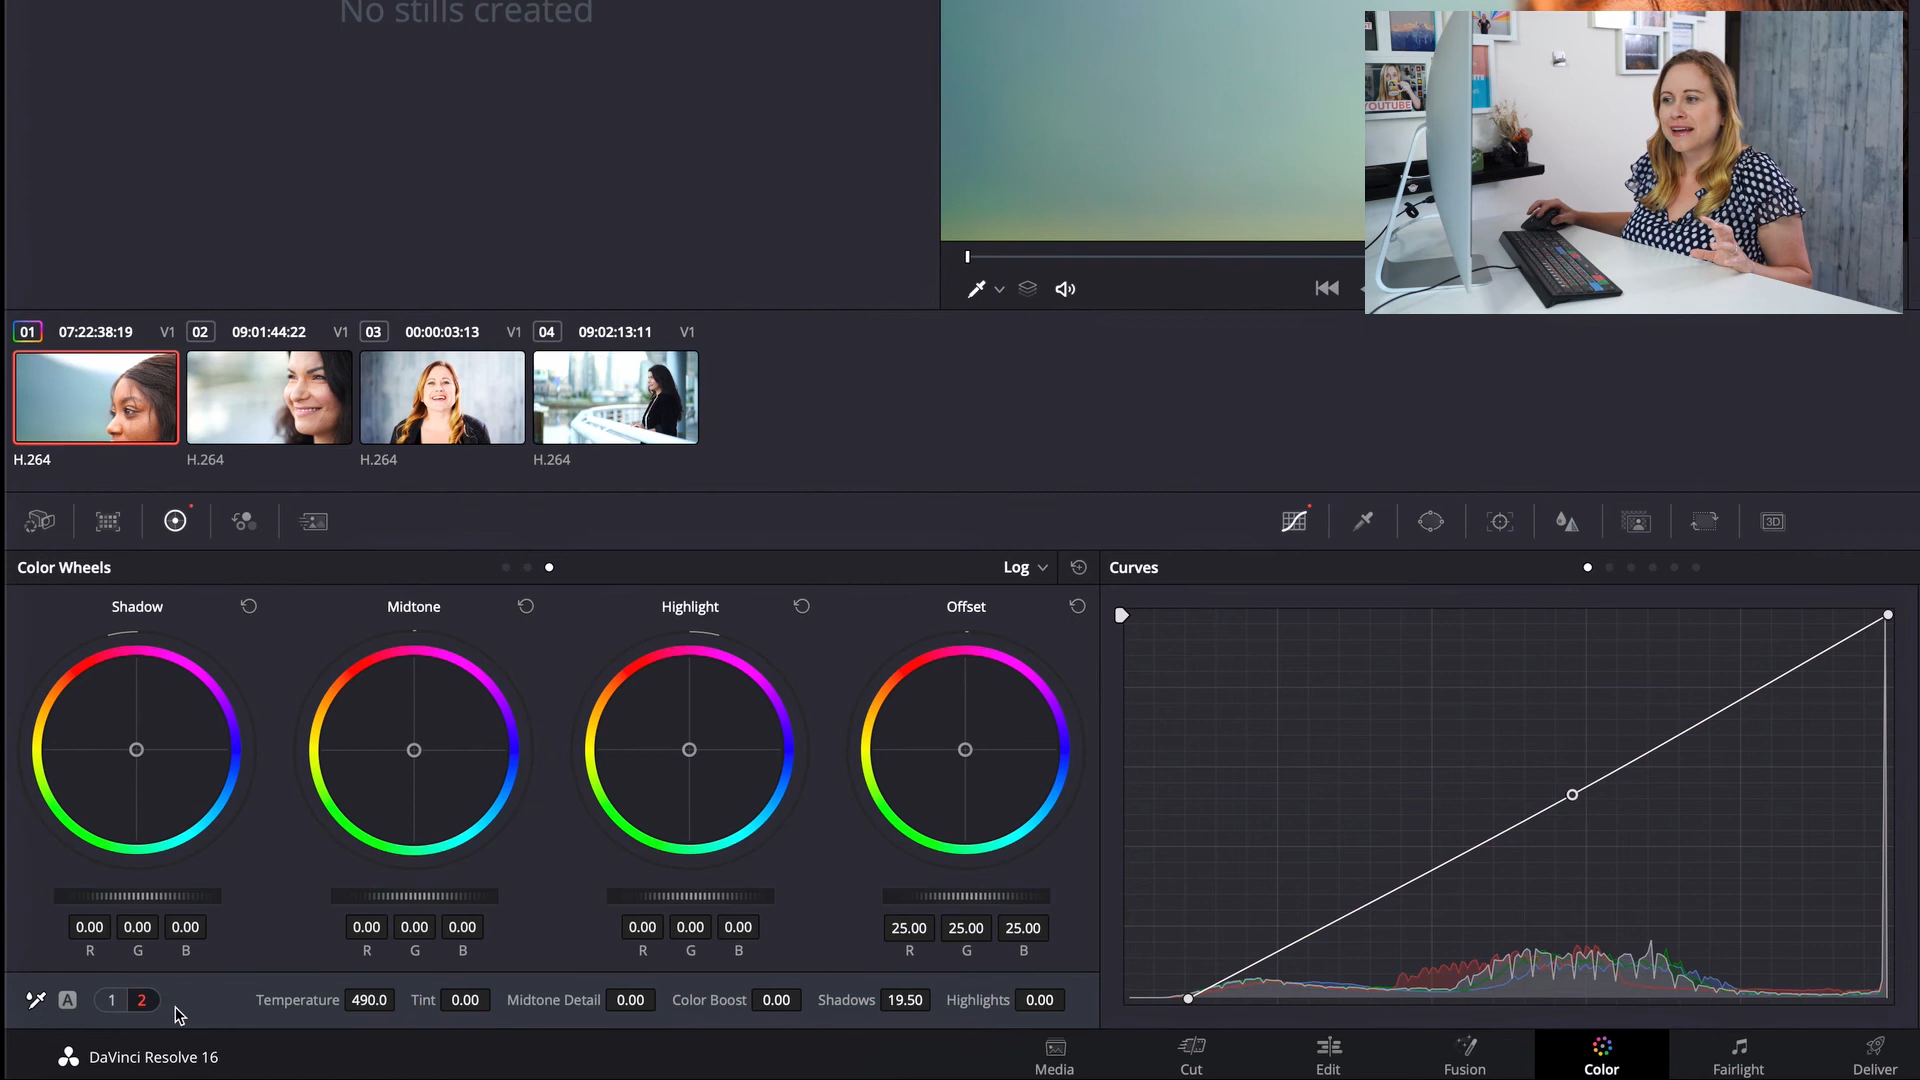 No stills created
YOUTUBE
01 07:22:38:19 V1 02 09:01:44:22 V1 03 00:00:03:13 V1 04 09:02:13:11 V1
H.264 H.264 H.264 H.264
3D
Color Wheels Log Curves
Shadow Midtone Highlight Offset
0.00 0.00 0.00 0.00 0.00 0.00 0.00 0.00 0.00 25.00 25.00 25.00
R G B R G B R G B R G B
A 1 2 Temperature 490.0 Tint 0.00 Midtone Detail 0.00 Color Boost 0.00 Shadows 19.50 Highlights 0.00
DaVinci Resolve 16
Media Cut Edit Fusion Color Fairlight Deliver